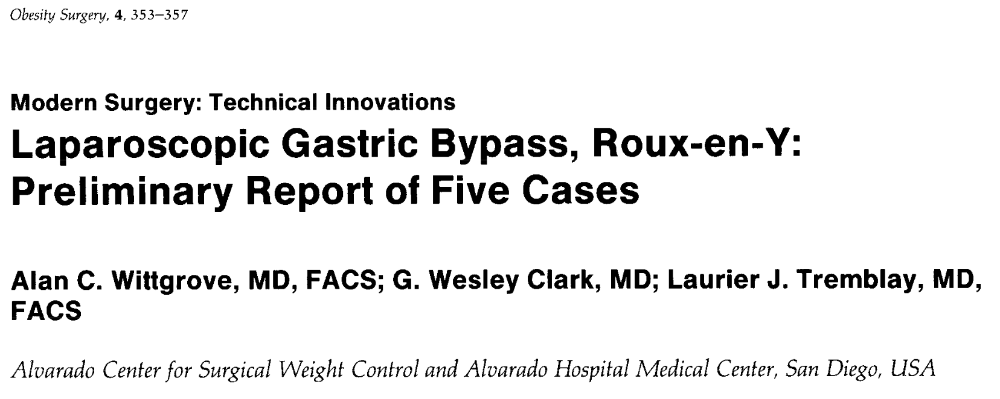 Obesity Surgery, 4, 353–357
Modern Surgery: Technical Innovations
Laparoscopic Gastric Bypass, Roux-en-Y:
Preliminary Report of Five Cases
Alan C. Wittgrove, MD, FACS; G. Wesley Clark, MD; Laurier J. Tremblay, MD,
FACS
Alvarado Center for Surgical Weight Control and Alvarado Hospital Medical Center, San Diego, USA